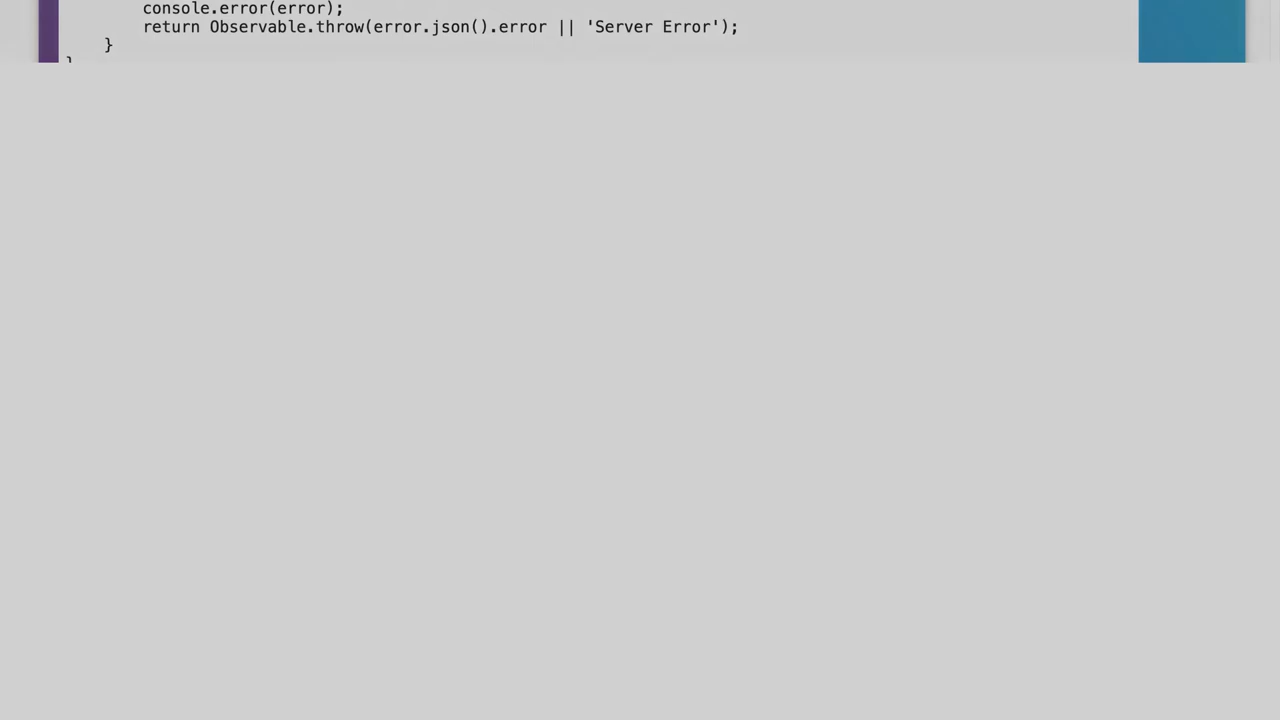 console.error(error);
return Observable.throw(error.json().error || 'Server Error');
}
}